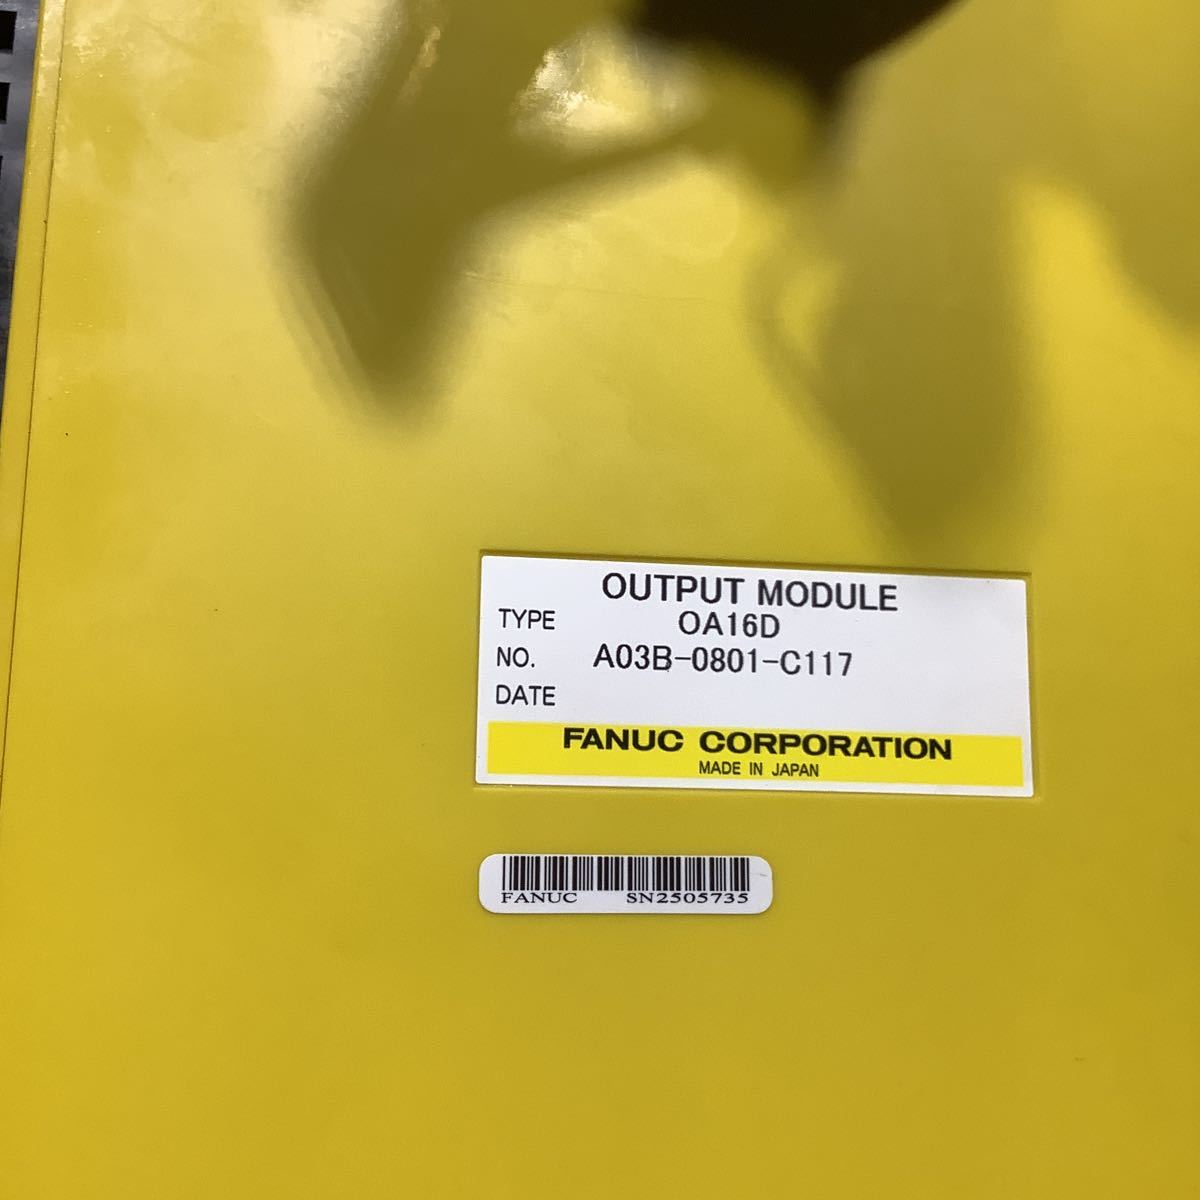 OUTPUT MODULE
TYPE OA16D
NO. A03B-0801-C117
DATE
FANUC CORPORATION
MADE IN JAPAN
FANUC SN2505735